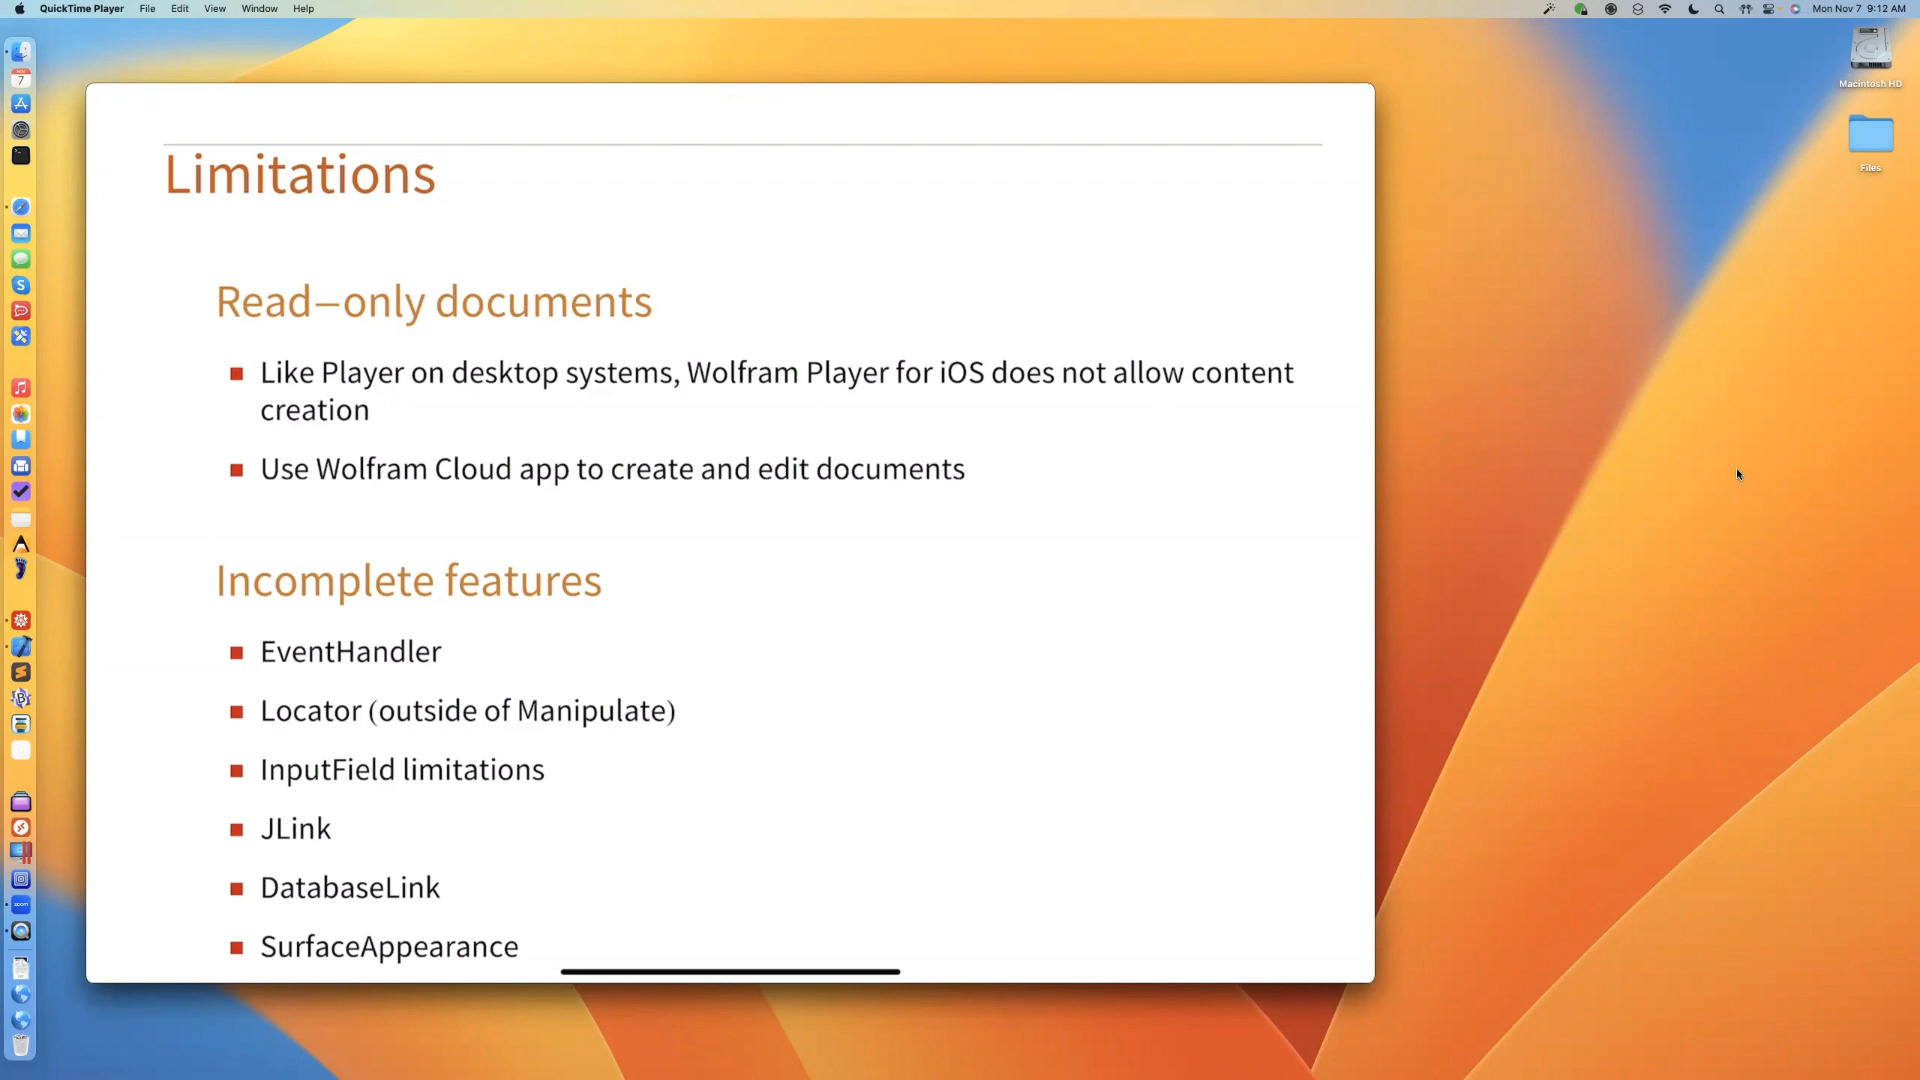 QuickTime Player File Edit View Window Help Mon Nov 7 9:12 AM
Macintosh HD
Files
Limitations
Read–only documents
Like Player on desktop systems, Wolfram Player for iOS does not allow content
creation
Use Wolfram Cloud app to create and edit documents
Incomplete features
EventHandler
Locator (outside of Manipulate)
InputField limitations
JLink
DatabaseLink
SurfaceAppearance
zoom